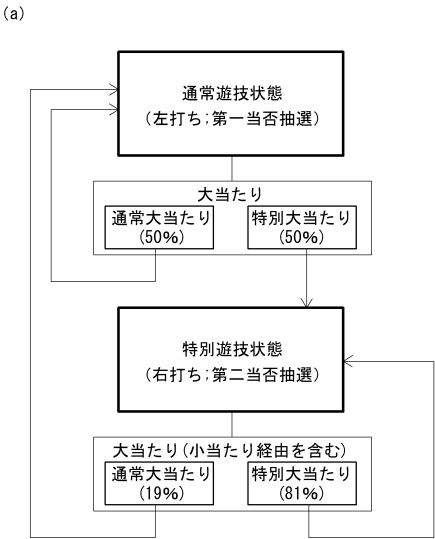 (a)
通常遊技状態
(左打ち;第一当否抽選)
大当たり
通常大当たり
(50%)
特別大当たり
(50%)
特別遊技状態
(右打ち;第二当否抽選)
大当たり(小当たり経由を含む)
通常大当たり
(19%)
特別大当たり
(81%)